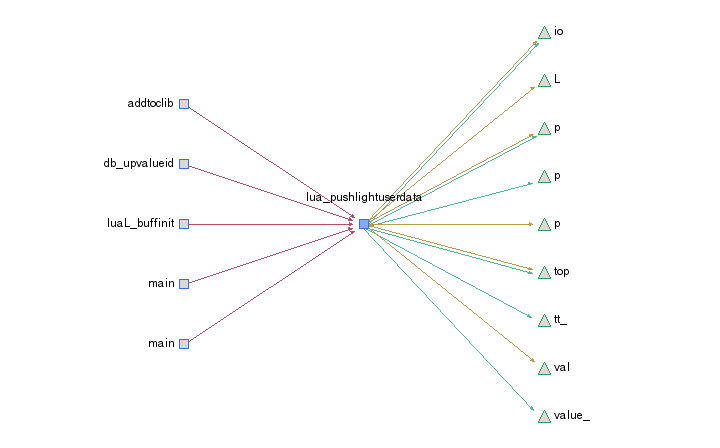 addtoclib
db_upvalueid
luaL_buffinit
main
main
lua_pushlightuserdata
io
L
p
p
p
top
tt_
val
value_